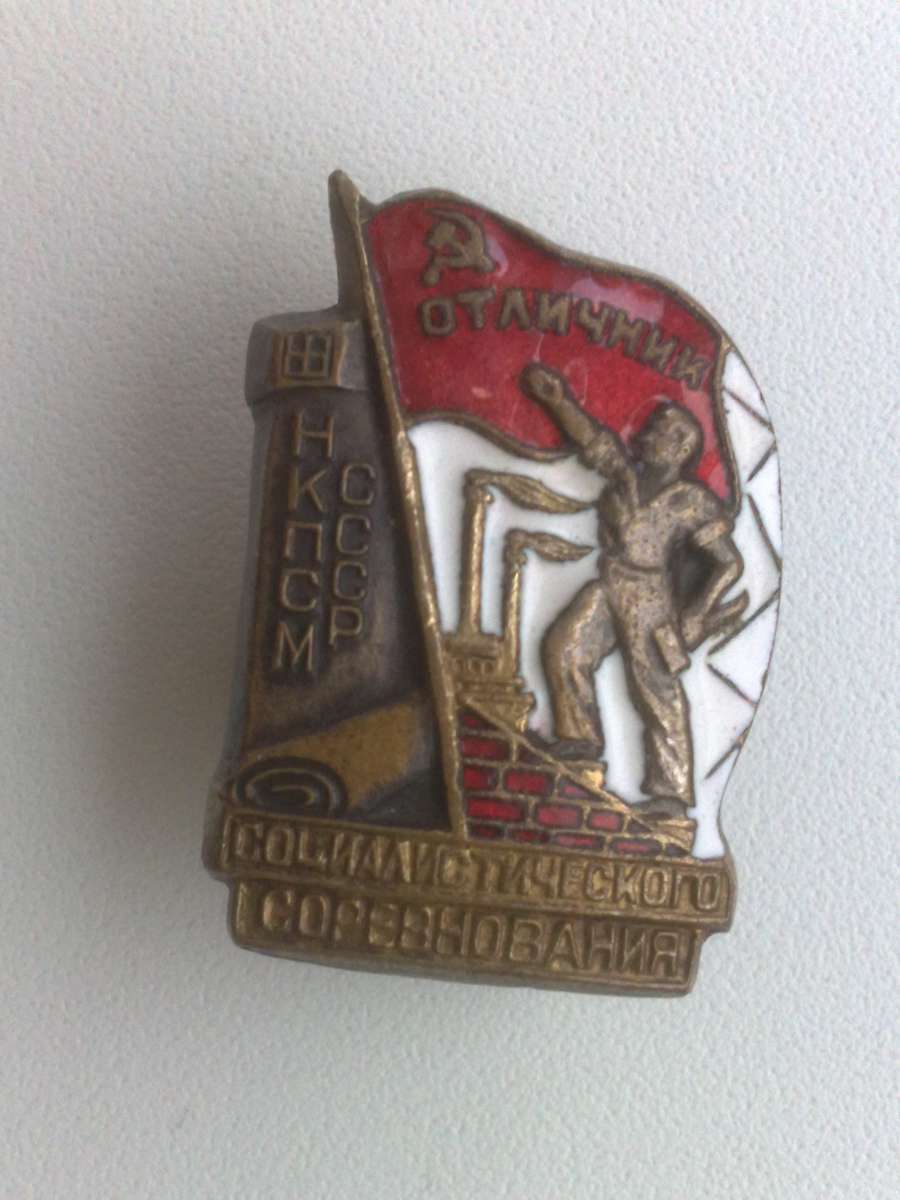 ОТЛИЧНИК
НКПСМ
СССР
СОЦИАЛИСТИЧЕСКОГО
СОРЕВНОВАНИЯ